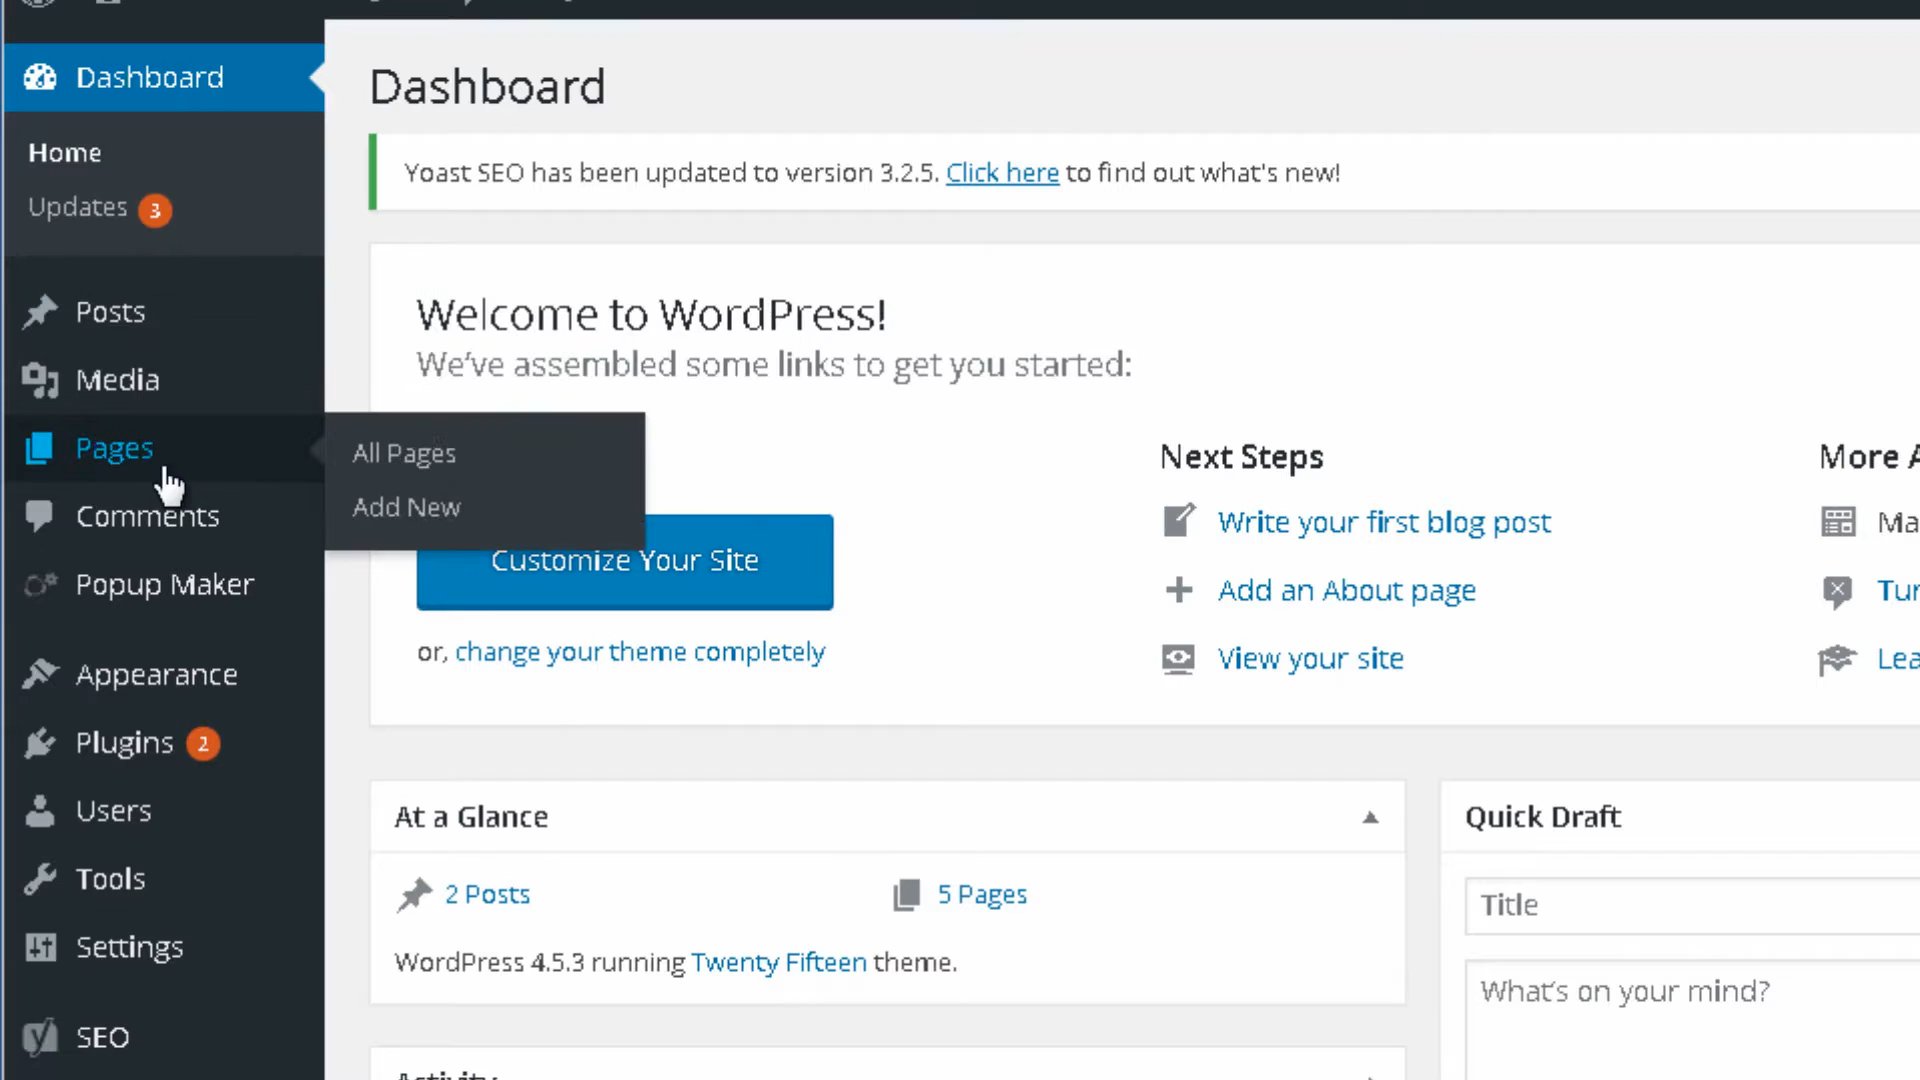 Dashboard
Home
Updates 3
Posts
Media
Pages
Comments
Popup Maker
Appearance
Plugins 2
Users
Tools
Settings
SEO
All Pages
Add New
Dashboard
Yoast SEO has been updated to version 3.2.5. Click here to find out what's new!
Welcome to WordPress!
We've assembled some links to get you started:
Customize Your Site
or, change your theme completely
Next Steps
Write your first blog post
Add an About page
View your site
More A
Ma
Tur
Lea
At a Glance
2 Posts
5 Pages
WordPress 4.5.3 running Twenty Fifteen theme.
Activity
Quick Draft
Title
What's on your mind?